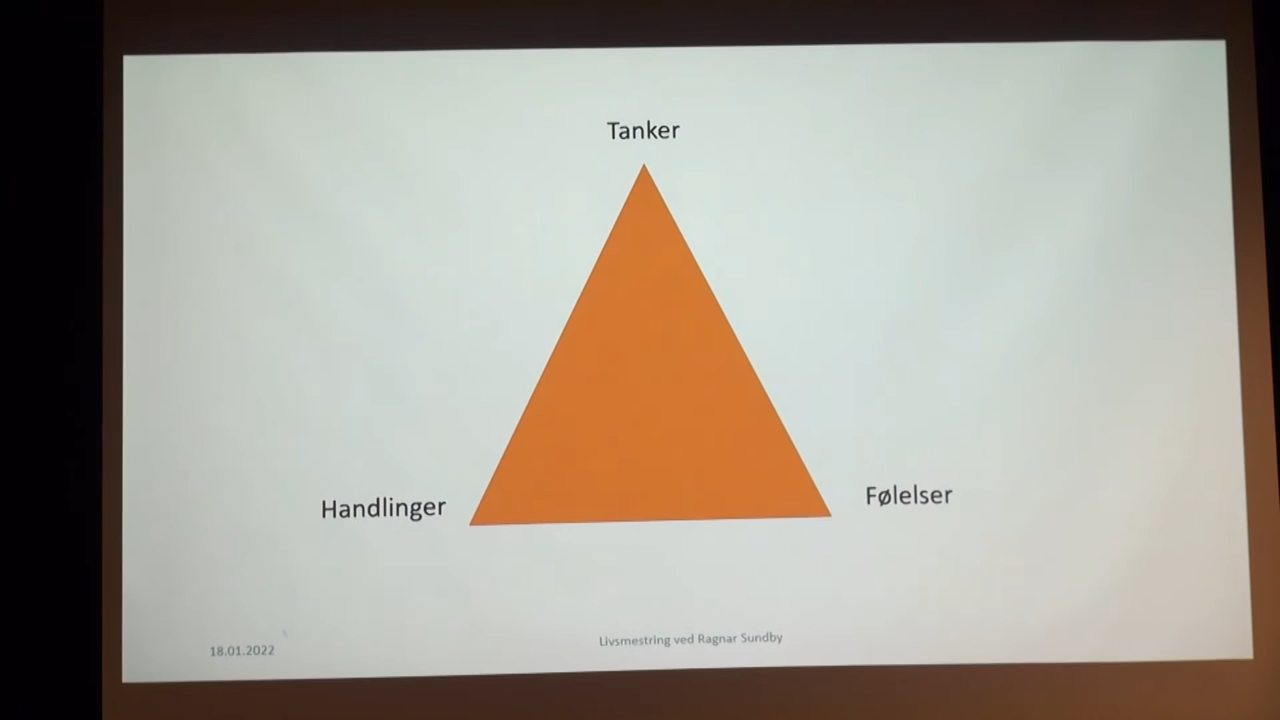 Tanker
Handlinger
Følelser
18.01.2022
Livsmestring ved Ragnar Sundby